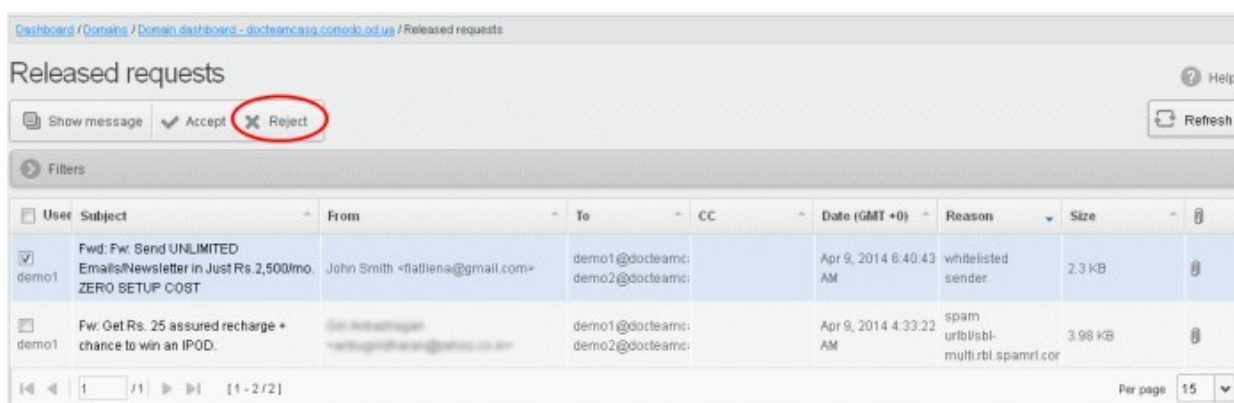 Dashboard / Domains / Domain dashboard - docteamcasg.comodo.od.ua / Released requests
Released requests
Help
Show message Accept Reject
Refresh
Filters
User Subject From To CC Date (GMT +0) Reason Size
Fwd: Fw: Send UNLIMITED
Emails/Newsletter in Just Rs.2,500/mo.
ZERO SETUP COST
demo1
John Smith <flatliena@gmail.com>
demo1@docteamca
demo2@docteamca
Apr 9, 2014 6:40:43
AM
whitelisted
sender
2.3 KB
Fw: Get Rs. 25 assured recharge +
chance to win an IPOD.
demo1
demo1@docteamca
demo2@docteamca
Apr 9, 2014 4:33:22
AM
spam
urlbl/sbl-
multi.rbl.spamrl.cor
3.98 KB
1 /1 [1 - 2 / 2]
Per page 15